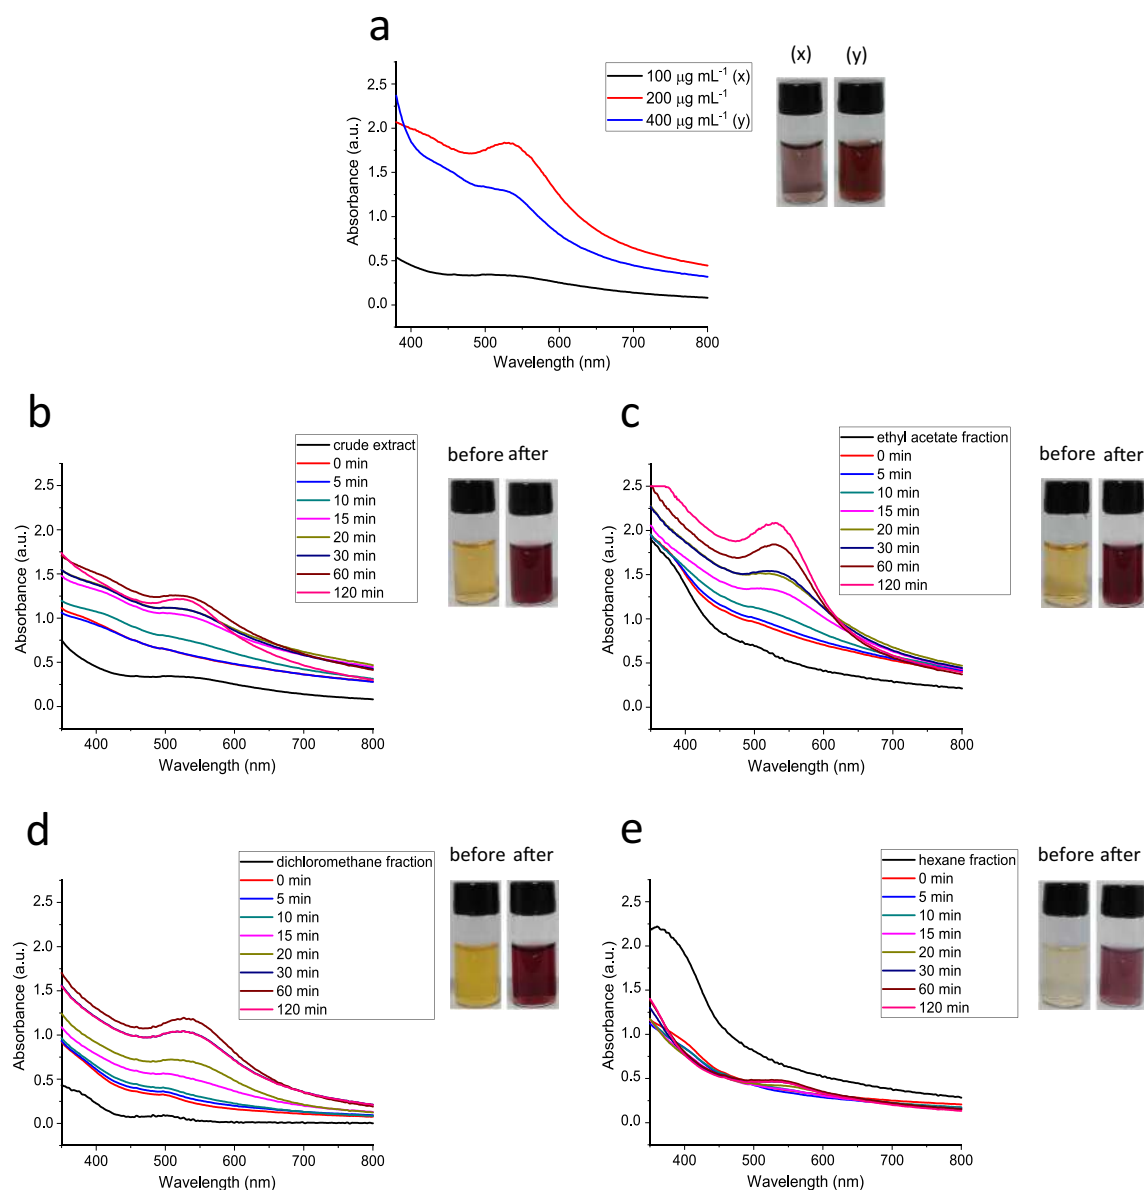 a
(x) (y)
100 μg mL⁻¹ (x)
200 μg mL⁻¹
400 μg mL⁻¹ (y)
2.5
2.0
1.5
1.0
0.5
0.0
Absorbance (a.u.)
400 500 600 700 800
Wavelength (nm)
b
before after
crude extract
0 min
5 min
10 min
15 min
20 min
30 min
60 min
120 min
2.5
2.0
1.5
1.0
0.5
0.0
Absorbance (a.u.)
400 500 600 700 800
Wavelength (nm)
c
before after
ethyl acetate fraction
0 min
5 min
10 min
15 min
20 min
30 min
60 min
120 min
2.5
2.0
1.5
1.0
0.5
0.0
Absorbance (a.u.)
400 500 600 700 800
Wavelength (nm)
d
before after
dichloromethane fraction
0 min
5 min
10 min
15 min
20 min
30 min
60 min
120 min
2.5
2.0
1.5
1.0
0.5
0.0
Absorbance (a.u.)
400 500 600 700 800
Wavelength (nm)
e
before after
hexane fraction
0 min
5 min
10 min
15 min
20 min
30 min
60 min
120 min
2.5
2.0
1.5
1.0
0.5
0.0
Absorbance (a.u.)
400 500 600 700 800
Wavelength (nm)